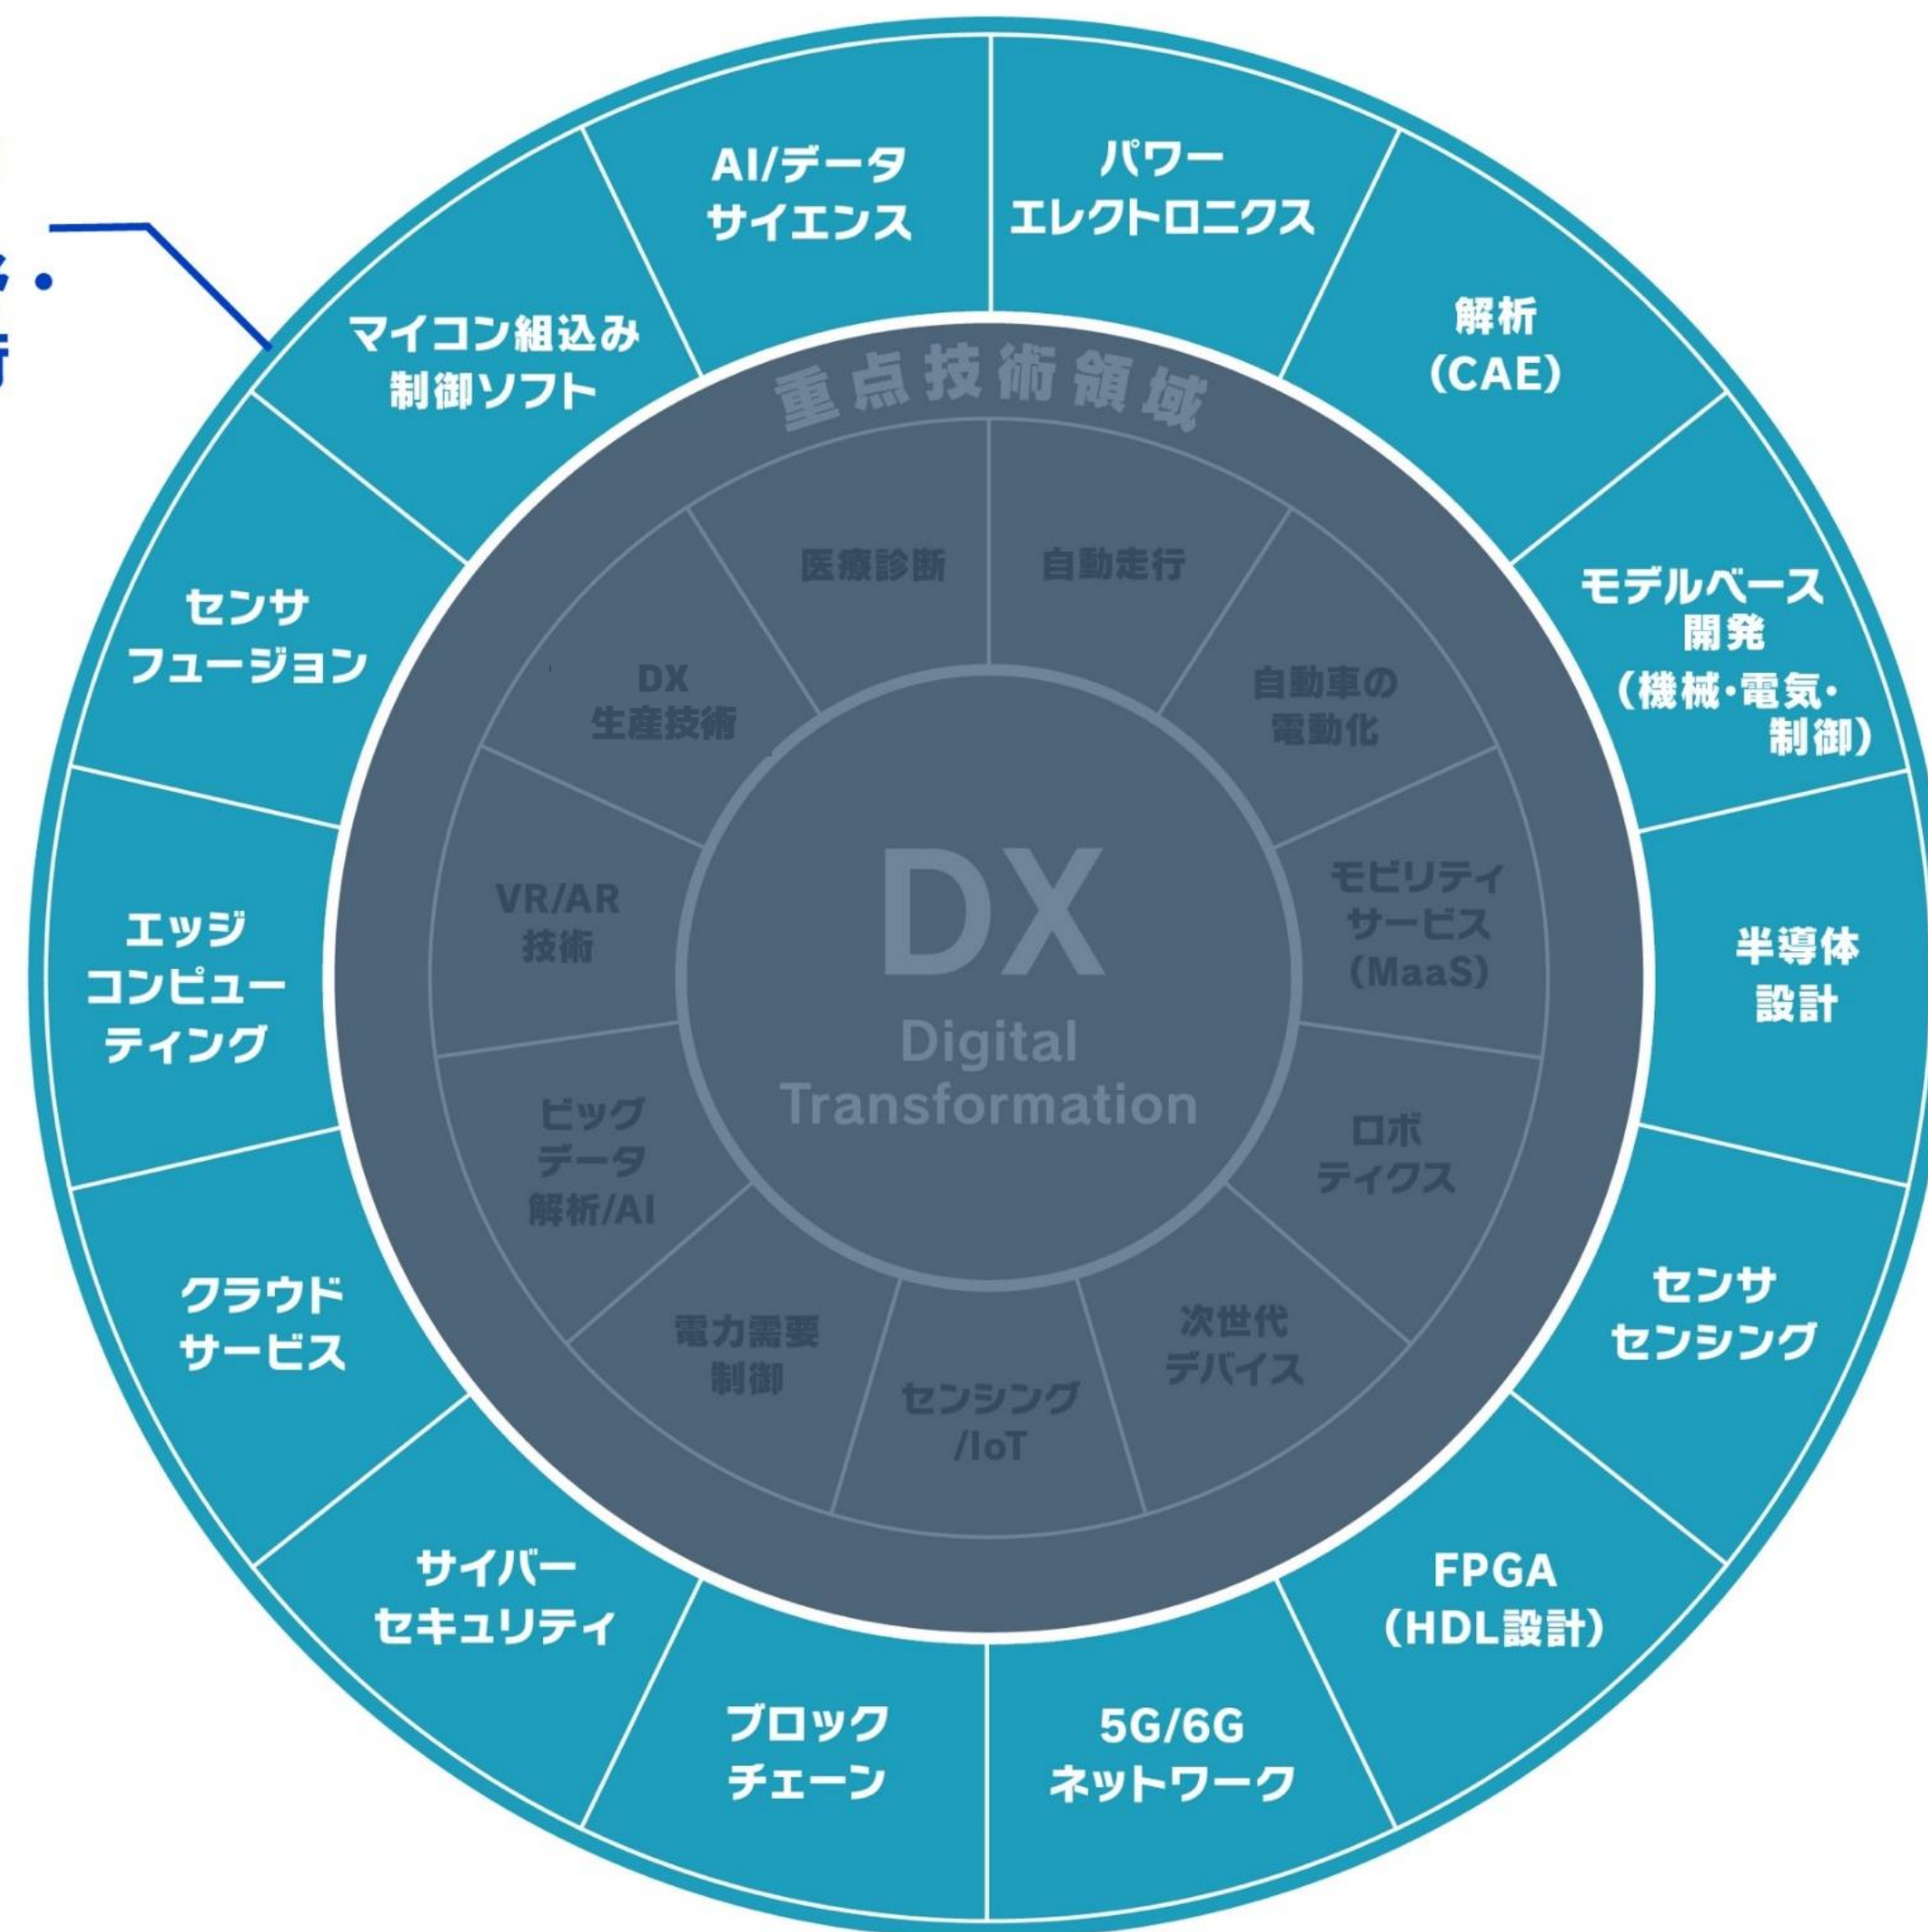 AI/データ
サイエンス
パワー
エレクトロニクス
解析
（CAE）
モデルベース
開発
（機械・電気・
制御）
半導体
設計
センサ
センシング
FPGA
（HDL設計）
5G/6G
ネットワーク
ブロック
チェーン
サイバー
セキュリティ
クラウド
サービス
エッジ
コンピュー
ティング
センサ
フュージョン
マイコン組込み
制御ソフト
重点技術領域
医療診断
自動走行
自動車の
電動化
モビリティ
サービス
（MaaS）
ロボ
ティクス
次世代
デバイス
センシング
/IoT
電力需要
制御
ビッグ
データ
解析/AI
VR/AR
技術
DX
生産技術
DX
Digital
Transformation